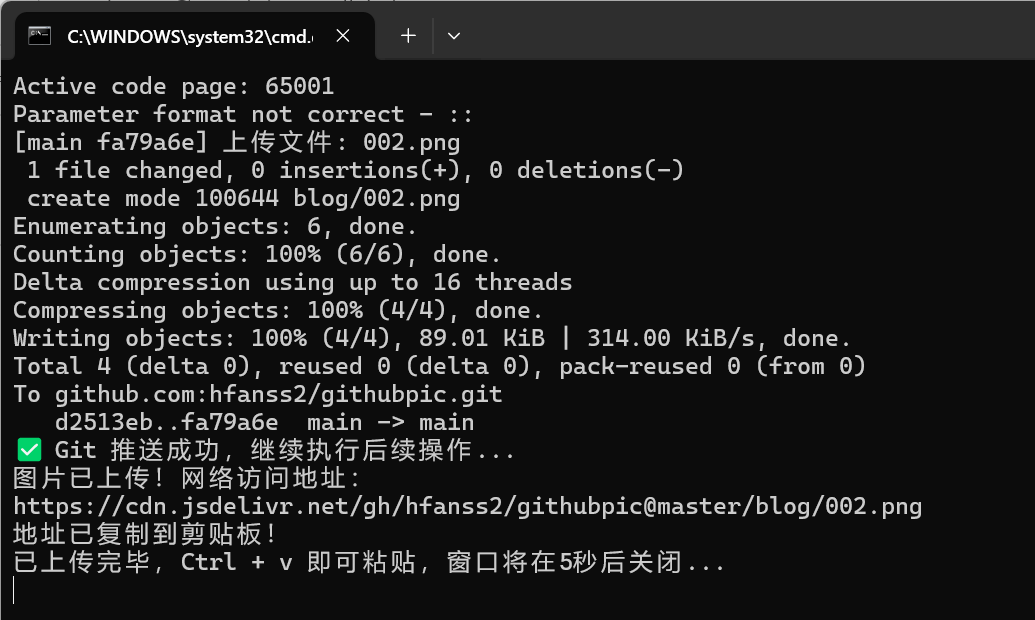 C:\WINDOWS\system32\cmd.
Active code page: 65001
Parameter format not correct - ::
[main fa79a6e] 上传文件: 002.png
 1 file changed, 0 insertions(+), 0 deletions(-)
 create mode 100644 blog/002.png
Enumerating objects: 6, done.
Counting objects: 100% (6/6), done.
Delta compression using up to 16 threads
Compressing objects: 100% (4/4), done.
Writing objects: 100% (4/4), 89.01 KiB | 314.00 KiB/s, done.
Total 4 (delta 0), reused 0 (delta 0), pack-reused 0 (from 0)
To github.com:hfanss2/githubpic.git
   d2513eb..fa79a6e  main -> main
✅ Git 推送成功，继续执行后续操作...
图片已上传！网络访问地址：
https://cdn.jsdelivr.net/gh/hfanss2/githubpic@master/blog/002.png
地址已复制到剪贴板！
已上传完毕，Ctrl + v 即可粘贴，窗口将在5秒后关闭...